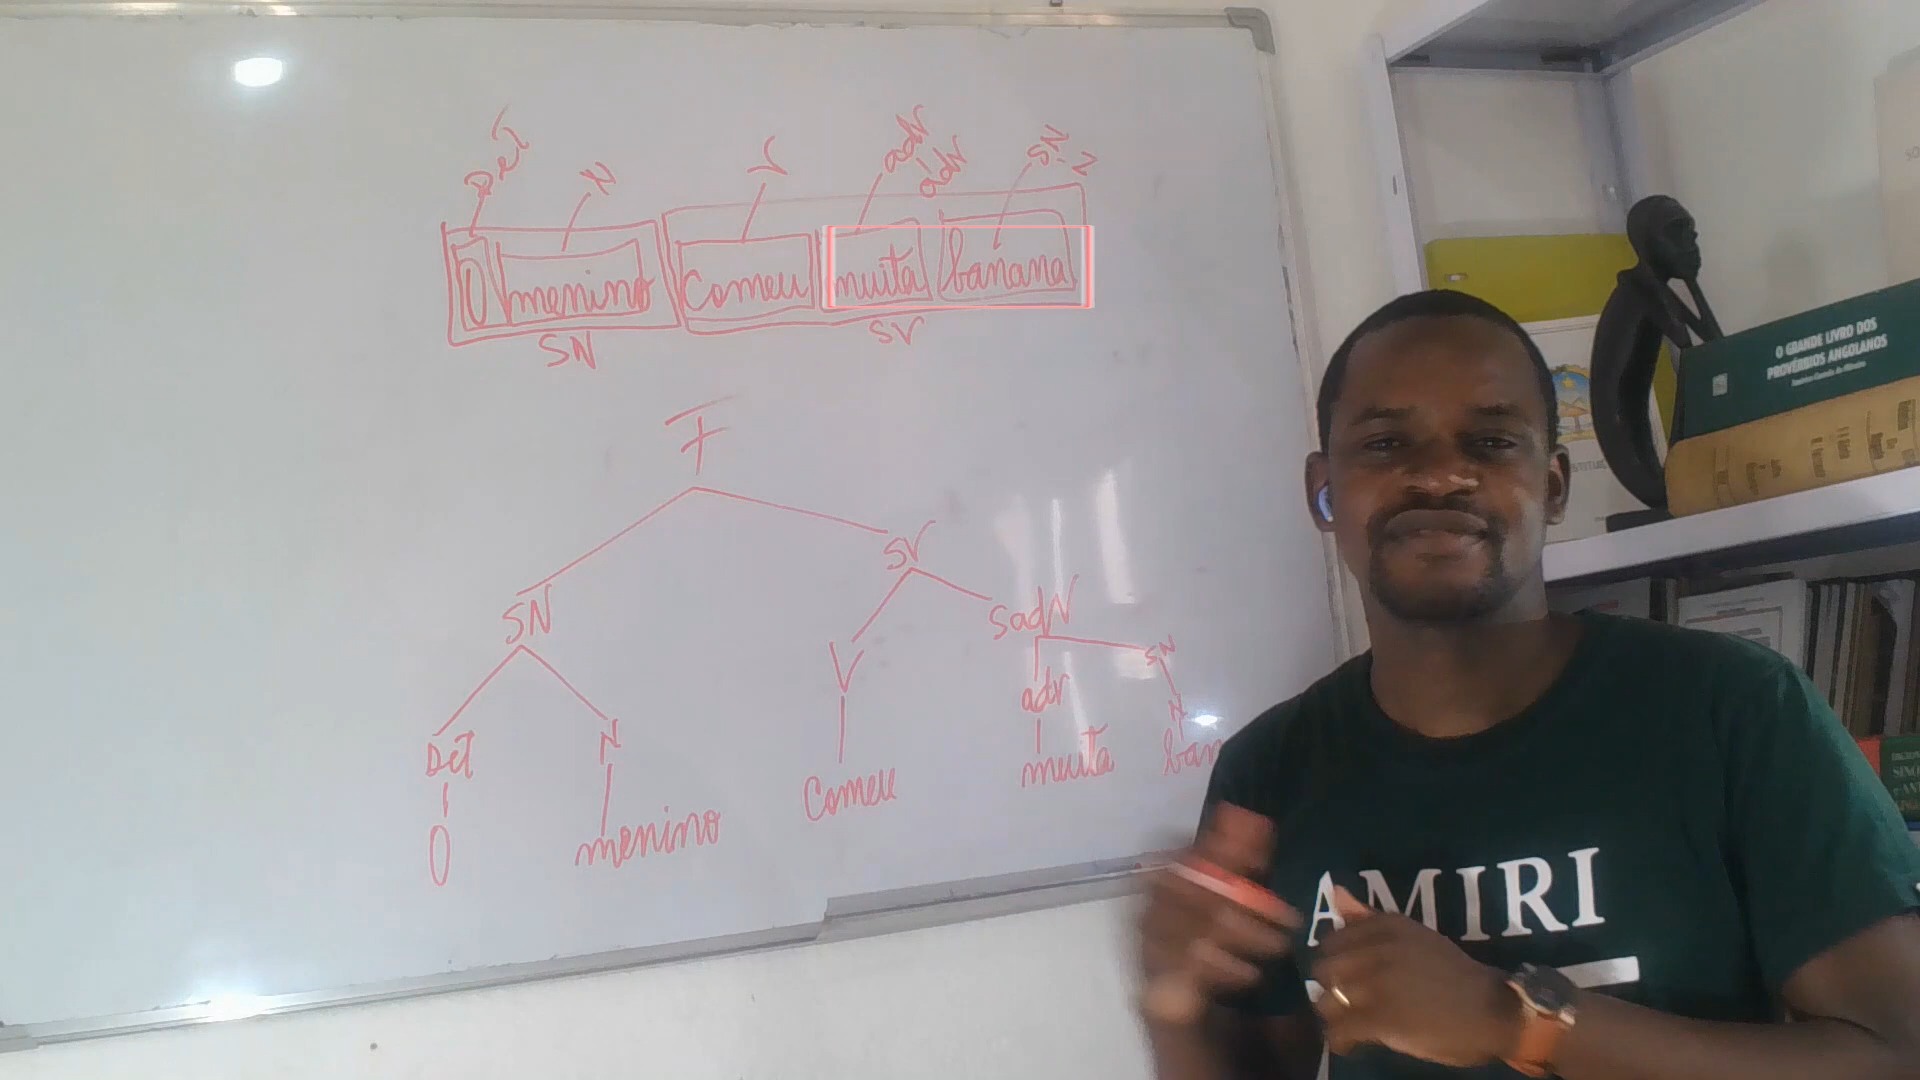 Det N V adv SN
adv N
O menino comeu muita banana
SN SV
F
SN SV
V Sadv
adv SN
Det N N
O menino comeu muita ban
AMIRI
O GRANDE LIVRO DOS
PROVÉRBIOS ANGOLANOS